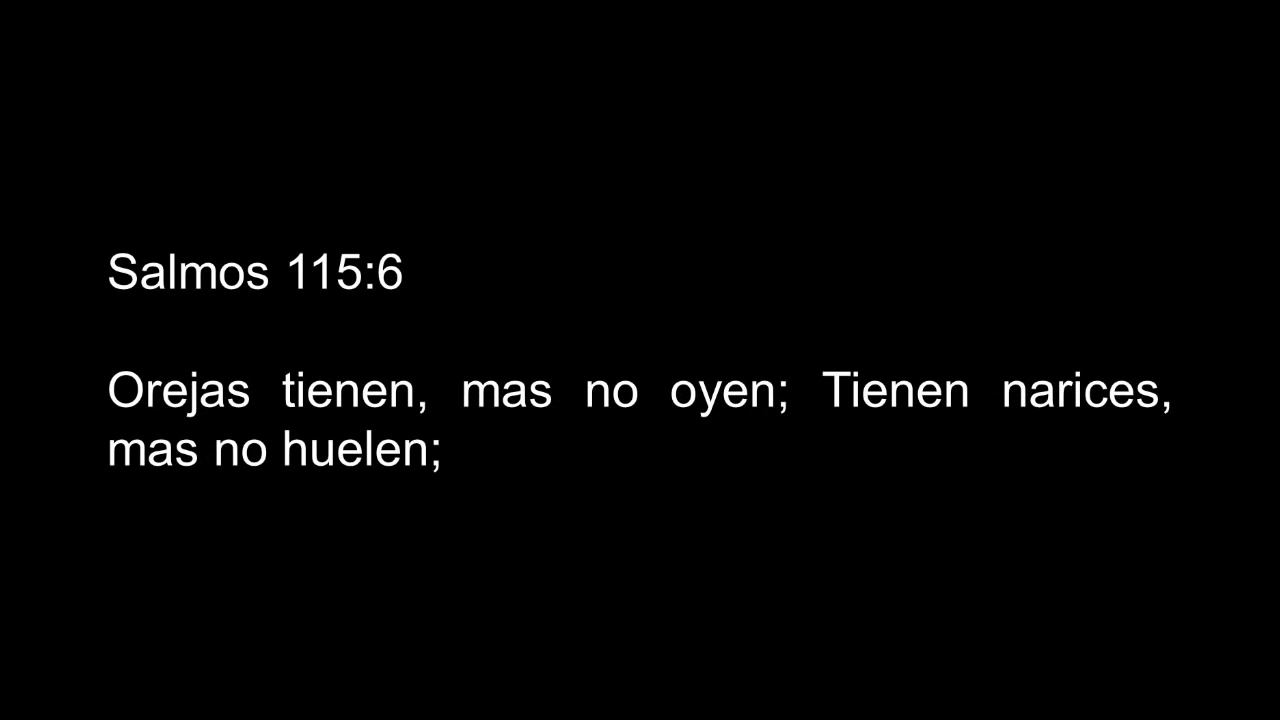 Salmos 115:6
Orejas tienen, mas no oyen; Tienen narices,
mas no huelen;